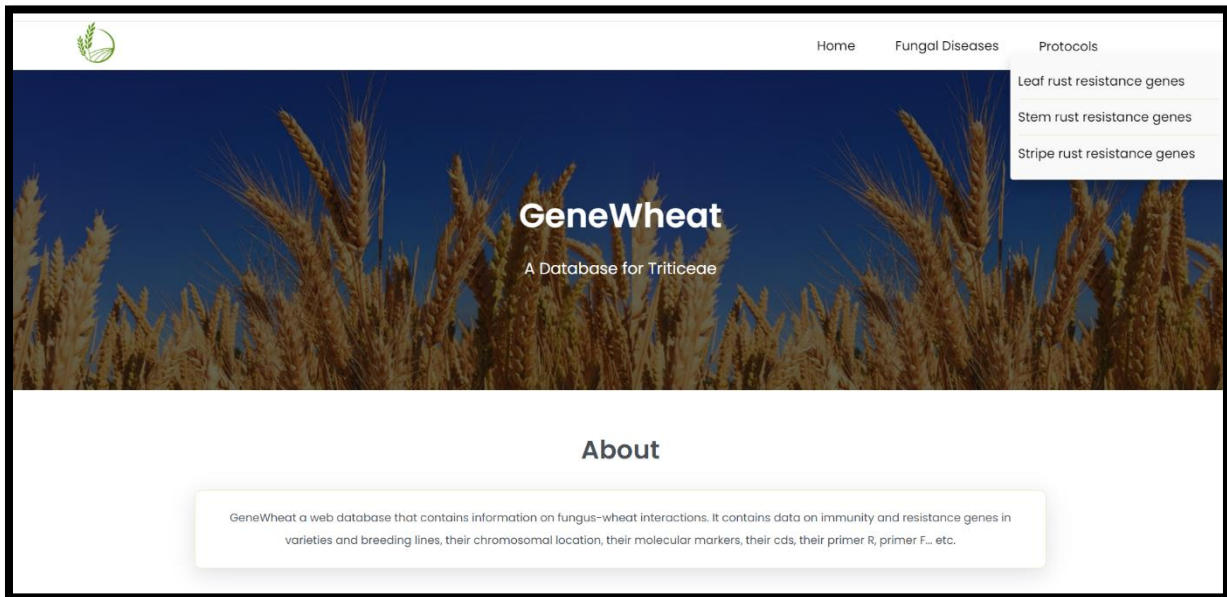 Home Fungal Diseases Protocols
Leaf rust resistance genes
Stem rust resistance genes
Stripe rust resistance genes
GeneWheat
A Database for Triticeae
About
GeneWheat a web database that contains information on fungus-wheat interactions. It contains data on immunity and resistance genes in
varieties and breeding lines, their chromosomal location, their molecular markers, their cds, their primer R, primer F... etc.